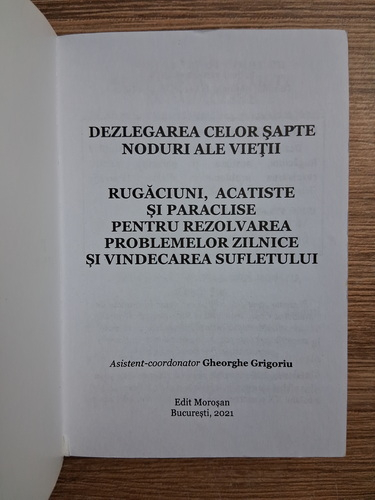 DEZLEGAREA CELOR ŞAPTE
NODURI ALE VIEŢII
RUGĂCIUNI, ACATISTE
ŞI PARACLISE
PENTRU REZOLVAREA
PROBLEMELOR ZILNICE
ŞI VINDECAREA SUFLETULUI
Asistent-coordonator Gheorghe Grigoriu
Edit Moroşan
Bucureşti, 2021